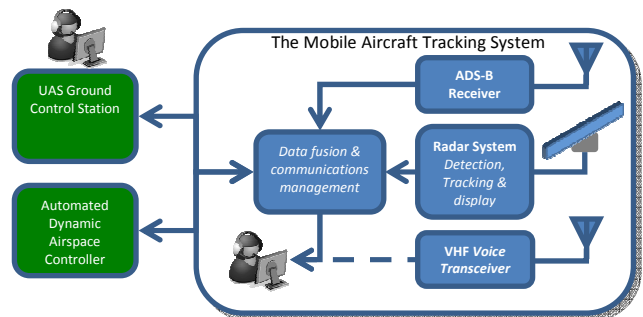 The Mobile Aircraft Tracking System
UAS Ground
Control Station
ADS-B
Receiver
Data fusion &
communications
management
Radar System
Detection,
Tracking &
display
Automated
Dynamic
Airspace
Controller
VHF Voice
Transceiver